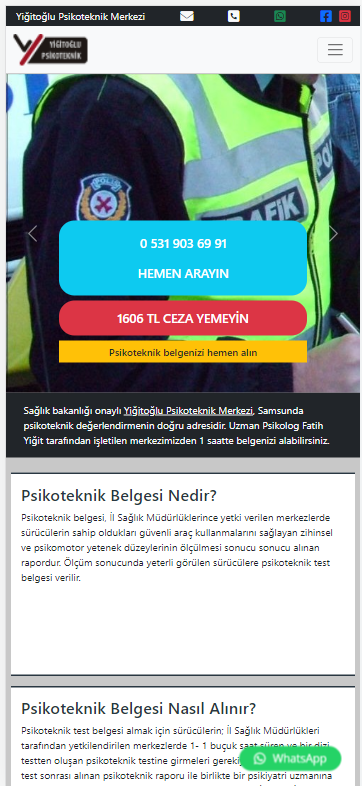 Yiğitoğlu Psikoteknik Merkezi
YİĞİTOĞLU
PSİKOTEKNİK
POLİS
TRAFİK
0 531 903 69 91
HEMEN ARAYIN
1606 TL CEZA YEMEYİN
Psikoteknik belgenizi hemen alın
Sağlık bakanlığı onaylı Yiğitoğlu Psikoteknik Merkezi, Samsunda
psikoteknik değerlendirmenin doğru adresidir. Uzman Psikolog Fatih
Yiğit tarafından işletilen merkezimizden 1 saatte belgenizi alabilirsiniz.
Psikoteknik Belgesi Nedir?
Psikoteknik belgesi, İl Sağlık Müdürlüklerince yetki verilen merkezlerde
sürücülerin sahip oldukları güvenli araç kullanmalarını sağlayan zihinsel
ve psikomotor yetenek düzeylerinin ölçülmesi sonucu sonucu alınan
rapordur. Ölçüm sonucunda yeterli görülen sürücülere psikoteknik test
belgesi verilir.
Psikoteknik Belgesi Nasıl Alınır?
Psikoteknik test belgesi almak için sürücülerin; İl Sağlık Müdürlükleri
tarafından yetkilendirilen merkezlerde 1- 1 buçuk saat süren ve bir dizi
testten oluşan psikoteknik testine girmeleri
test sonrası alınan psikoteknik raporu ile birlikte bir psikiyatri uzmanına
WhatsApp